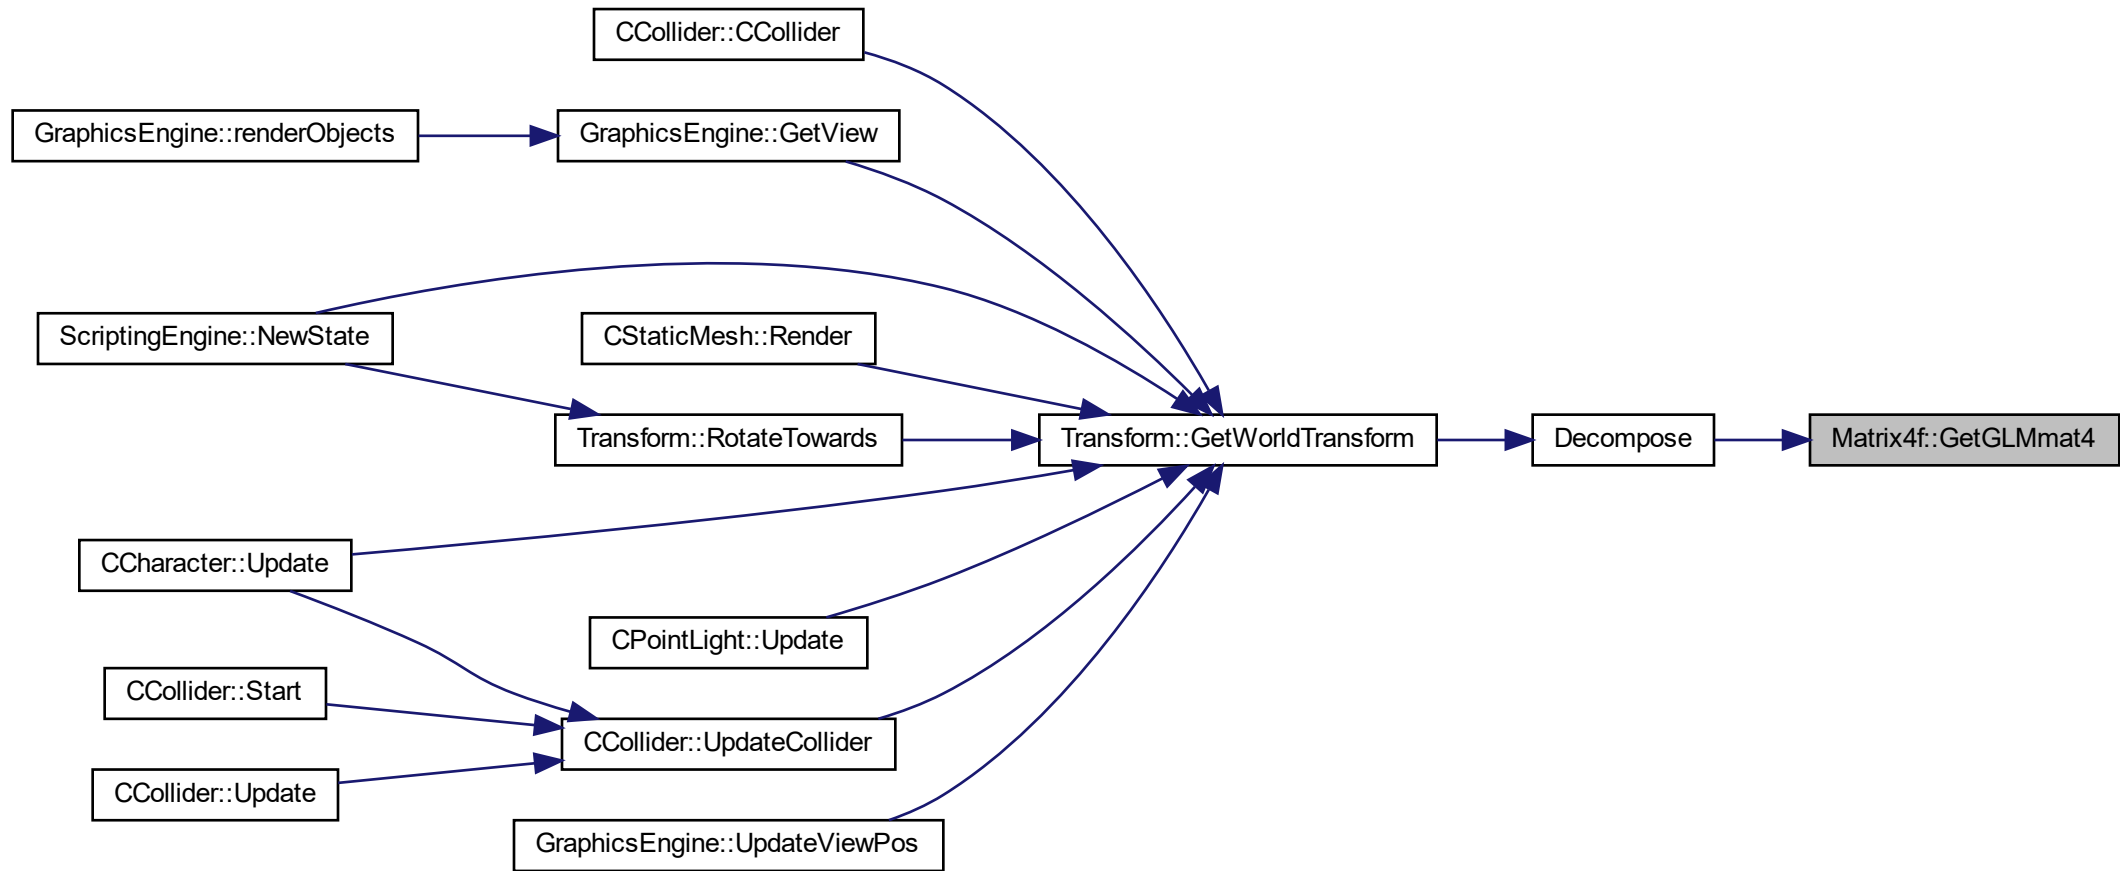 CCollider::CCollider
GraphicsEngine::renderObjects
GraphicsEngine::GetView
ScriptingEngine::NewState
CStaticMesh::Render
Transform::RotateTowards
Transform::GetWorldTransform
Decompose
Matrix4f::GetGLMmat4
CCharacter::Update
CPointLight::Update
CCollider::Start
CCollider::UpdateCollider
CCollider::Update
GraphicsEngine::UpdateViewPos